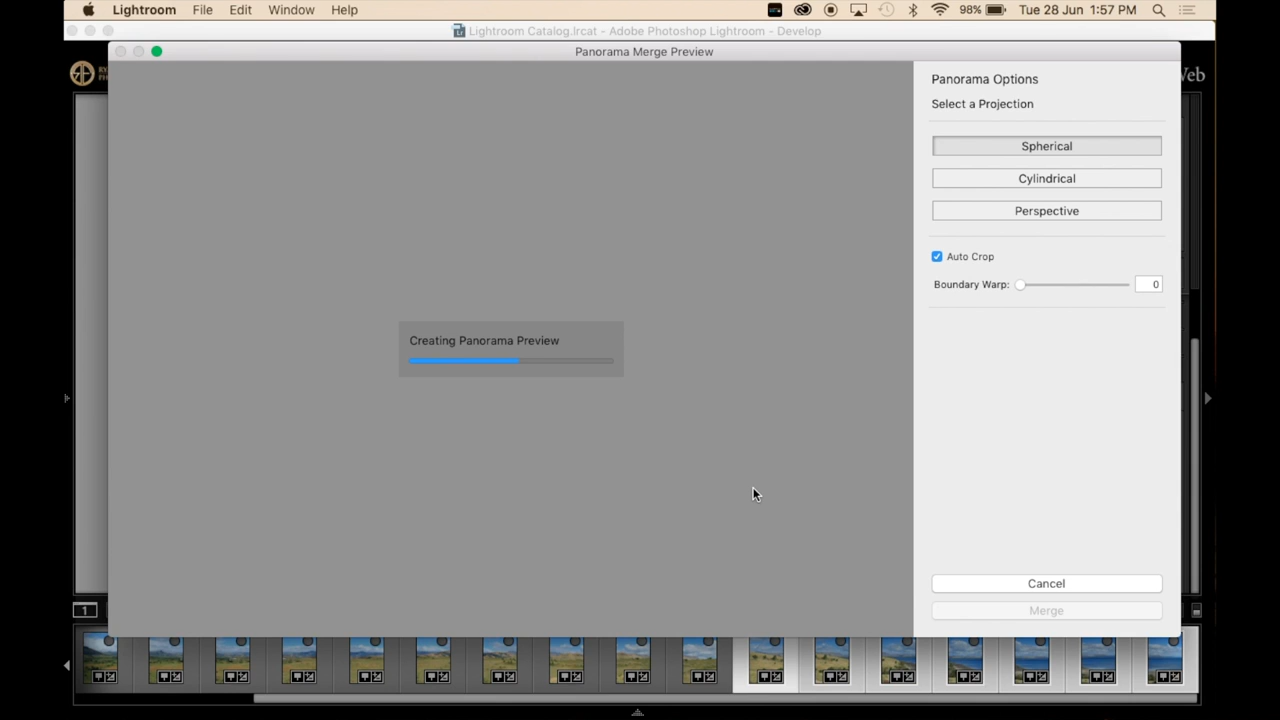 Lightroom File Edit Window Help 98% Tue 28 Jun 1:57 PM
Lightroom Catalog.lrcat - Adobe Photoshop Lightroom - Develop
Panorama Merge Preview
Panorama Options
Select a Projection
Spherical
Cylindrical
Perspective
Auto Crop
Boundary Warp: 0
Creating Panorama Preview
Cancel
Merge
1